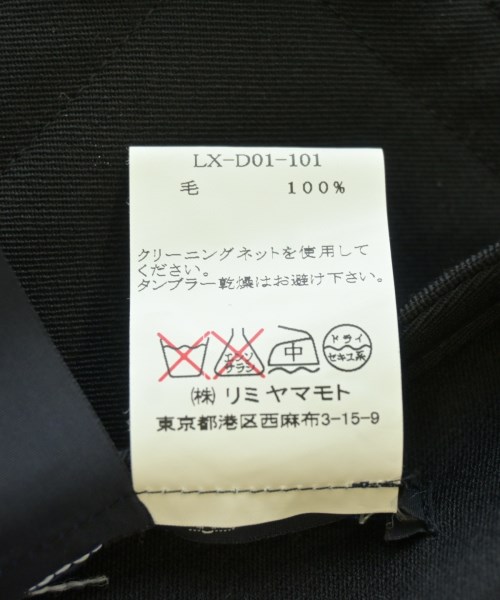 LX-D01-101
毛 100%
クリーニングネットを使用して
ください。
タンブラー乾燥はお避け下さい。
エンソ
サラシ
中
ドライ
セキユ系
(株) リミヤマモト
東京都港区西麻布3-15-9